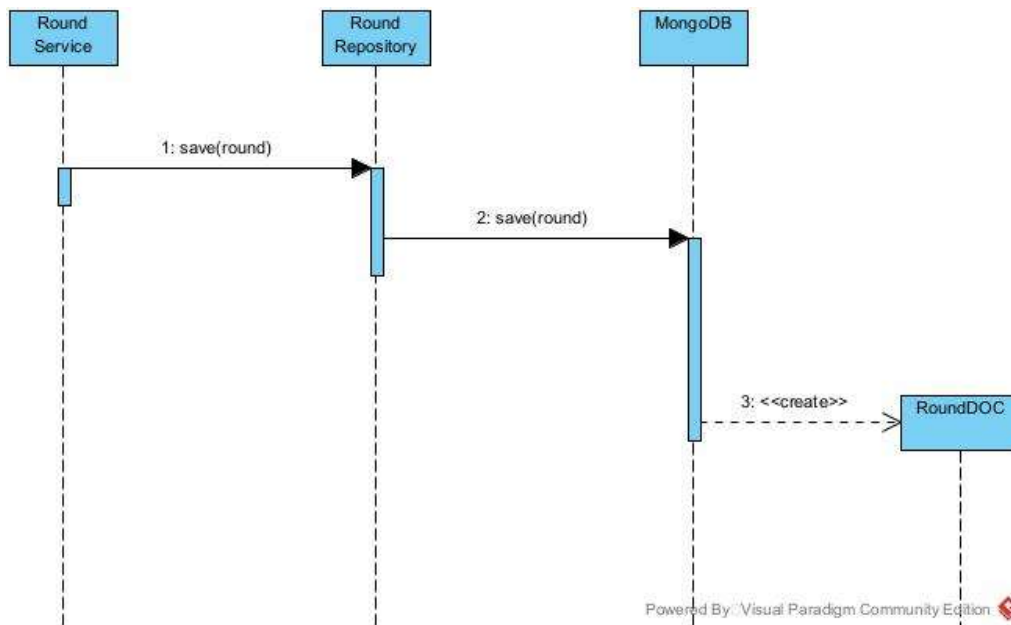 Round
Service
Round
Repository
MongoDB
1: save(round)
2: save(round)
3: <<create>>
RoundDOC
Powered By Visual Paradigm Community Edition